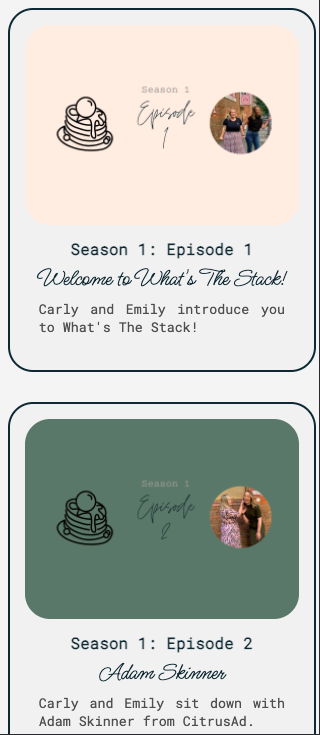 Season 1
Episode
1
Season 1: Episode 1
Welcome to What's The Stack!
Carly and Emily introduce you
to What's The Stack!
Season 1
Episode
2
Season 1: Episode 2
Adam Skinner
Carly and Emily sit down with
Adam Skinner from CitrusAd.